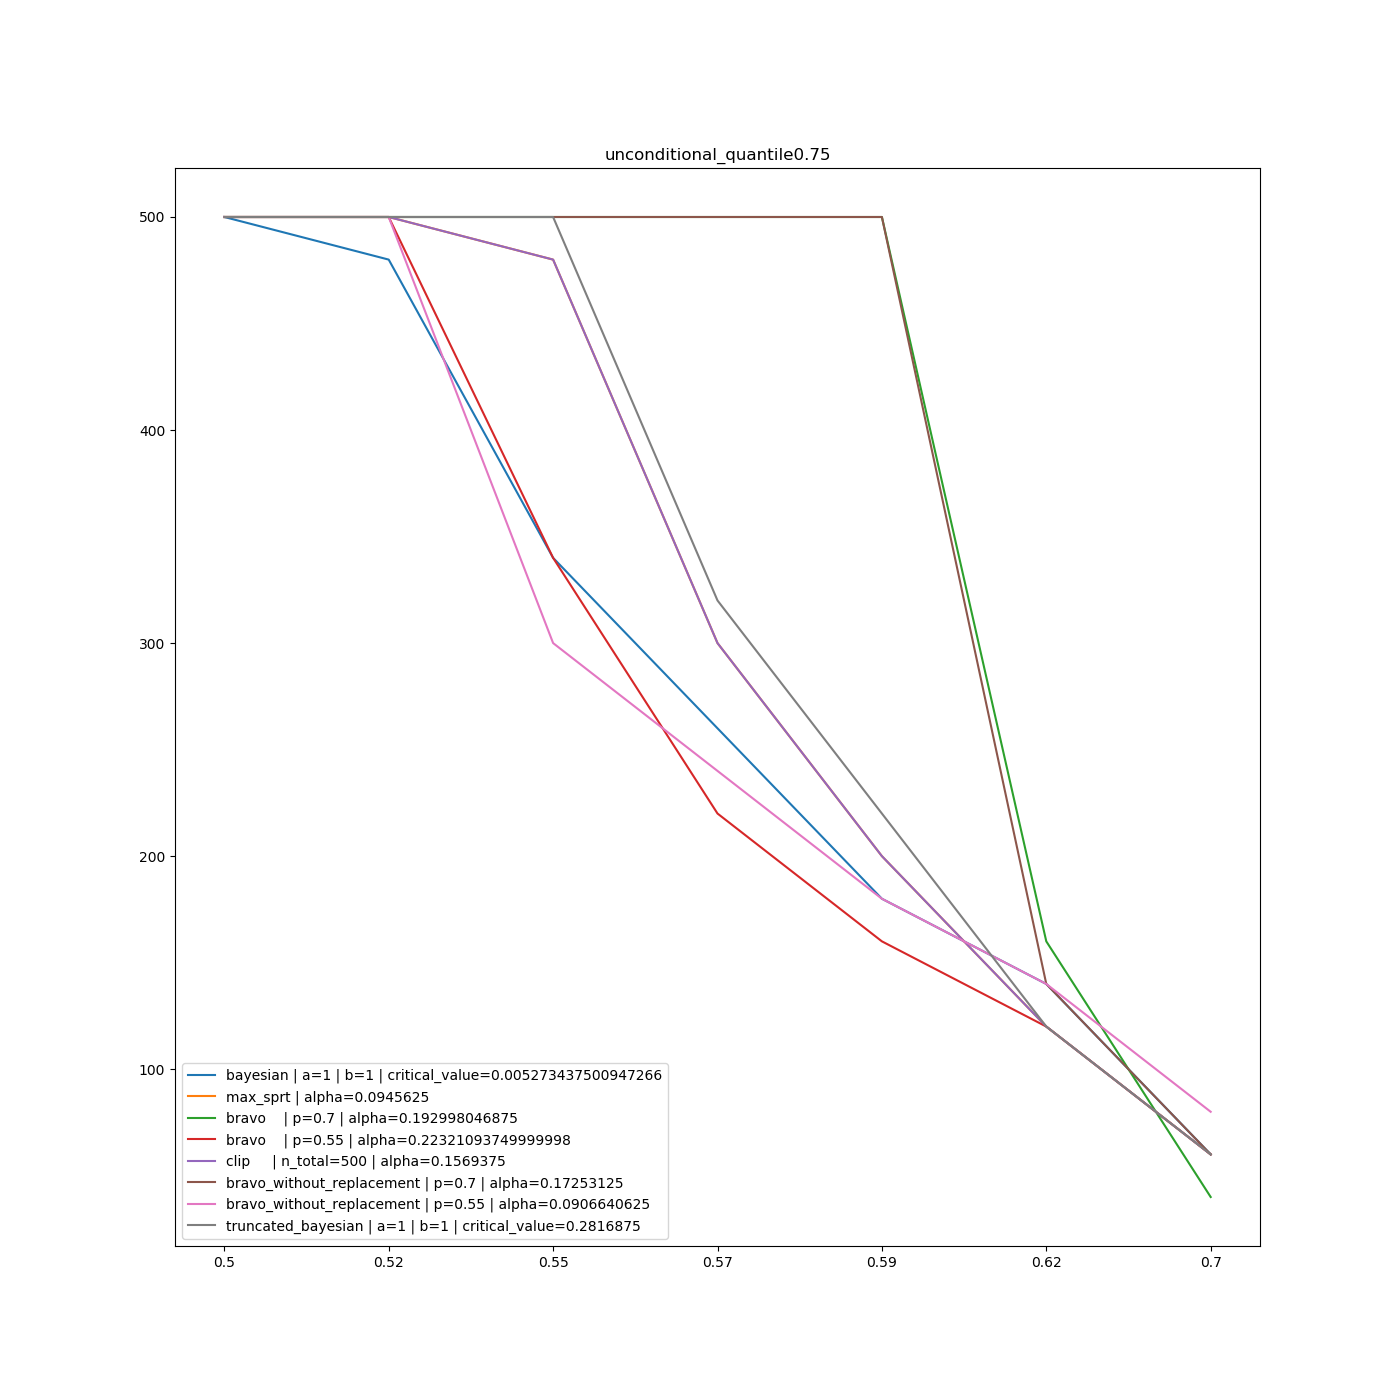 unconditional_quantile0.75
500
400
300
200
100
bayesian | a=1 | b=1 | critical_value=0.005273437500947266
max_sprt | alpha=0.0945625
bravo | p=0.7 | alpha=0.192998046875
bravo | p=0.55 | alpha=0.22321093749999998
clip | n_total=500 | alpha=0.1569375
bravo_without_replacement | p=0.7 | alpha=0.17253125
bravo_without_replacement | p=0.55 | alpha=0.0906640625
truncated_bayesian | a=1 | b=1 | critical_value=0.2816875
0.5 0.52 0.55 0.57 0.59 0.62 0.7